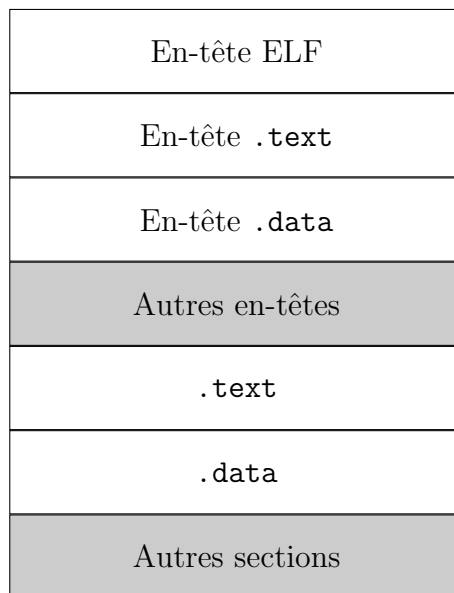 En-tête ELF
En-tête .text
En-tête .data
Autres en-têtes
.text
.data
Autres sections